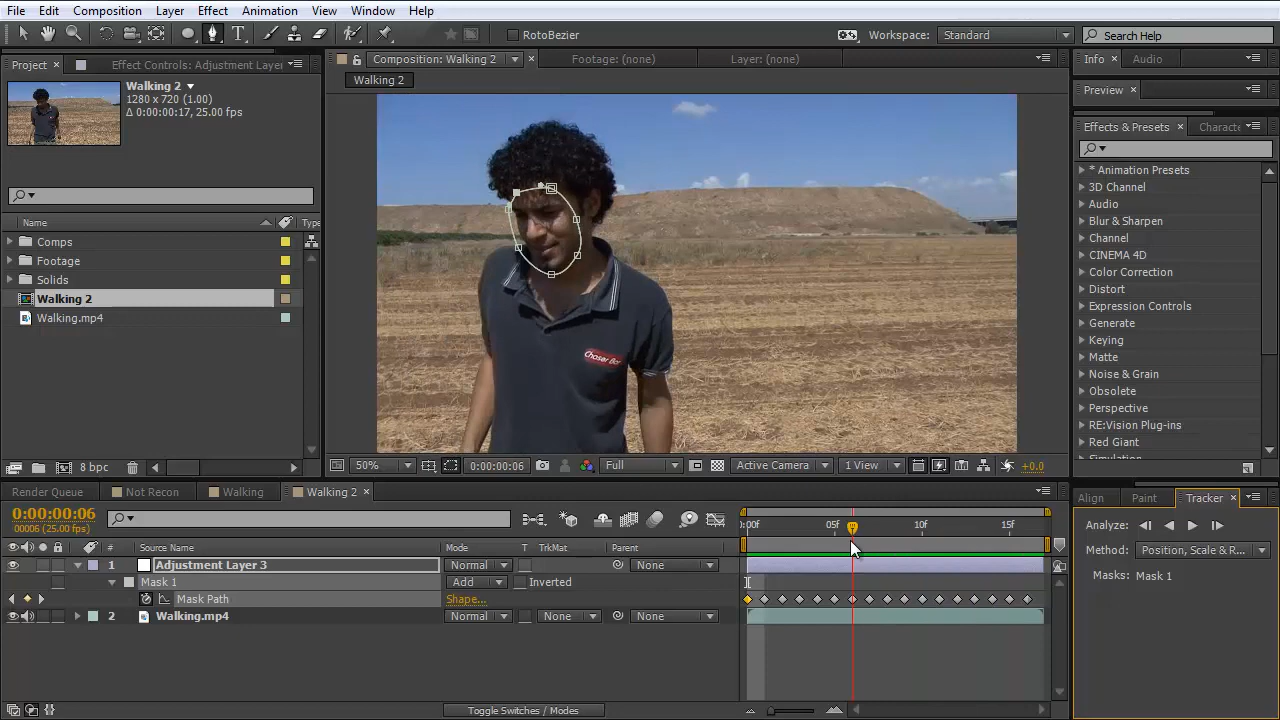 File Edit Composition Layer Effect Animation View Window Help
RotoBezier
Workspace: Standard
Search Help
Project Effect Controls: Adjustment Layer
Walking 2
1280 x 720 (1.00)
Δ 0:00:00:17, 25.00 fps
Name Type
Comps
Footage
Solids
Walking 2
Walking.mp4
8 bpc
Composition: Walking 2 Footage: (none) Layer: (none)
Walking 2
50% 0:00:00:06 Full Active Camera 1 View +0.0
Info Audio
Preview
Effects & Presets Characte
* Animation Presets
3D Channel
Audio
Blur & Sharpen
Channel
CINEMA 4D
Color Correction
Distort
Expression Controls
Generate
Keying
Matte
Noise & Grain
Obsolete
Perspective
RE:Vision Plug-ins
Red Giant
Simulation
Render Queue Not Recon Walking Walking 2
0:00:00:06
00006 (25.00 fps)
:00f 05f 10f 15f
# Source Name Mode T TrkMat Parent
1 Adjustment Layer 3 Normal None
Mask 1 Add Inverted
Mask Path Shape...
2 Walking.mp4 Normal None None
Toggle Switches / Modes
Align Paint Tracker
Analyze:
Method: Position, Scale & R...
Masks: Mask 1